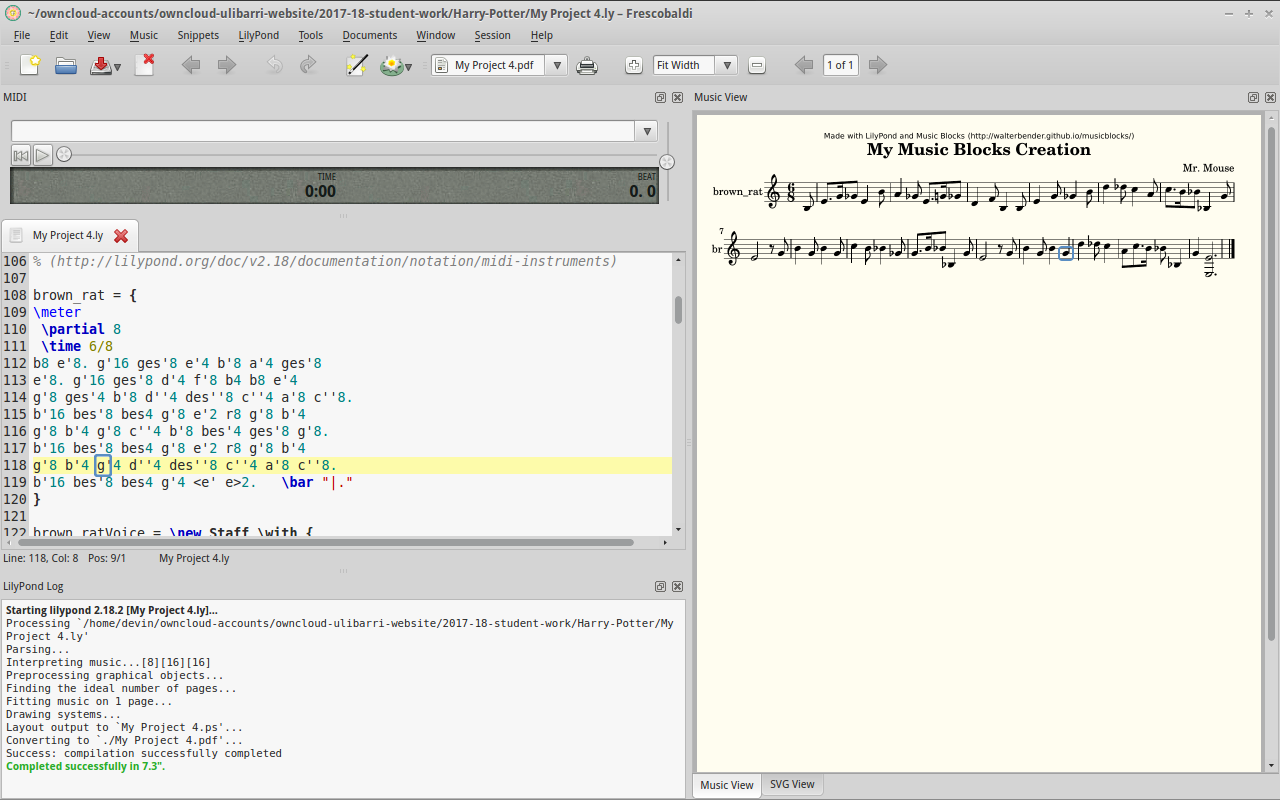 ~/owncloud-accounts/owncloud-ulibarri-website/2017-18-student-work/Harry-Potter/My Project 4.ly – Frescobaldi
File Edit View Music Snippets LilyPond Tools Documents Window Session Help
My Project 4.pdf Fit Width 1 of 1
MIDI
TIME
0:00
BEAT
0. 0
My Project 4.ly
106 % (http://lilypond.org/doc/v2.18/documentation/notation/midi-instruments)
107
108 brown_rat = {
109 \meter
110 \partial 8
111 \time 6/8
112 b8 e'8. g'16 ges'8 e'4 b'8 a'4 ges'8
113 e'8. g'16 ges'8 d'4 f'8 b4 b8 e'4
114 g'8 ges'4 b'8 d''4 des''8 c''4 a'8 c''8.
115 b'16 bes'8 bes4 g'8 e'2 r8 g'8 b'4
116 g'8 b'4 g'8 c''4 b'8 bes'4 ges'8 g'8.
117 b'16 bes'8 bes4 g'8 e'2 r8 g'8 b'4
118 g'8 b'4 g'4 d''4 des''8 c''4 a'8 c''8.
119 b'16 bes'8 bes4 g'4 <e' e>2. \bar "|."
120 }
121
122 brown_ratVoice = \new Staff \with {
Line: 118, Col: 8 Pos: 9/1 My Project 4.ly
LilyPond Log
Starting lilypond 2.18.2 [My Project 4.ly]...
Processing `/home/devin/owncloud-accounts/owncloud-ulibarri-website/2017-18-student-work/Harry-Potter/My
Project 4.ly'
Parsing...
Interpreting music...[8][16][16]
Preprocessing graphical objects...
Finding the ideal number of pages...
Fitting music on 1 page...
Drawing systems...
Layout output to `My Project 4.ps'...
Converting to `./My Project 4.pdf'...
Success: compilation successfully completed
Completed successfully in 7.3".
Music View
Made with LilyPond and Music Blocks (http://walterbender.github.io/musicblocks/)
My Music Blocks Creation
Mr. Mouse
brown_rat
6
8
7
br
Music View SVG View